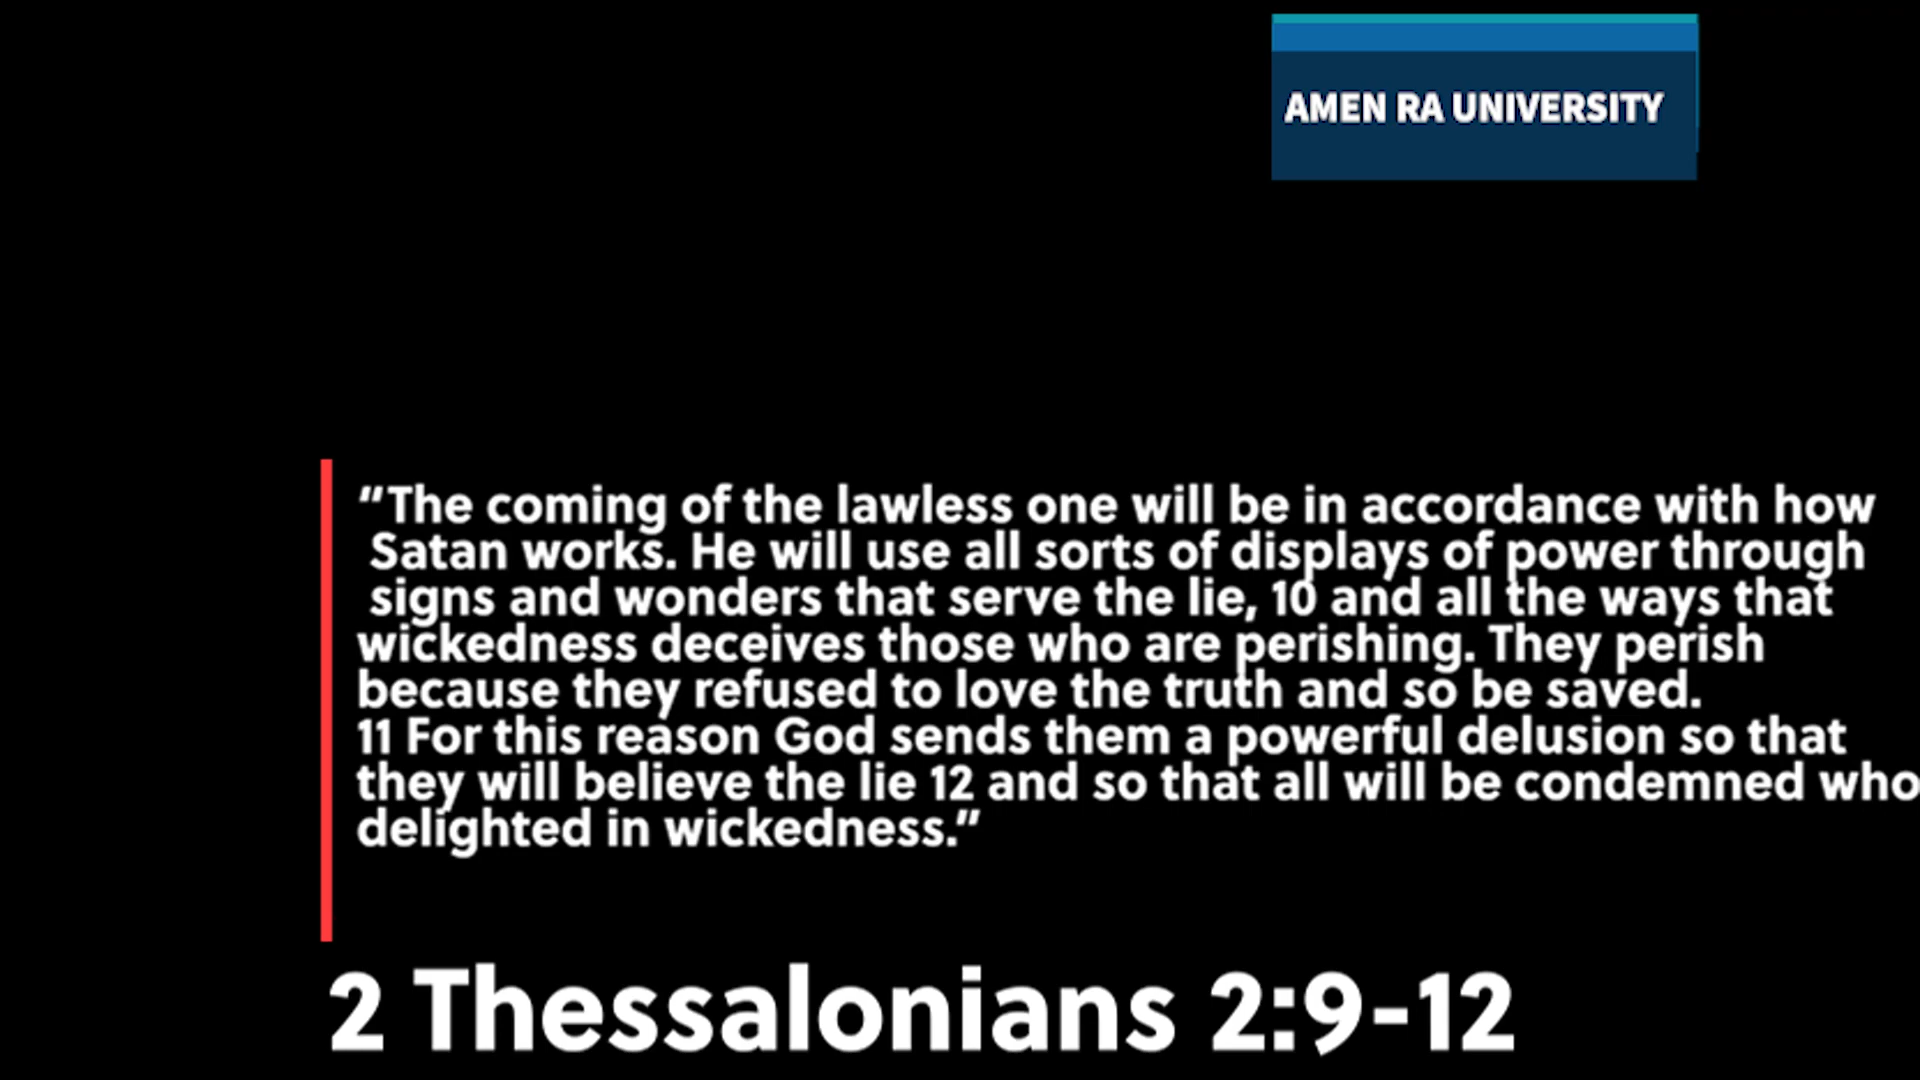 AMEN RA UNIVERSITY
"The coming of the lawless one will be in accordance with how
Satan works. He will use all sorts of displays of power through
signs and wonders that serve the lie, 10 and all the ways that
wickedness deceives those who are perishing. They perish
because they refused to love the truth and so be saved.
11 For this reason God sends them a powerful delusion so that
they will believe the lie 12 and so that all will be condemned who
delighted in wickedness."
2 Thessalonians 2:9-12